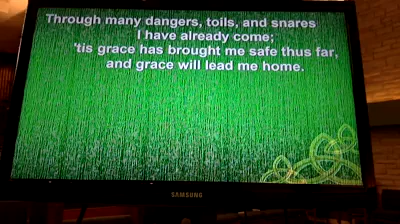 Through many dangers, toils, and snares
I have already come;
'tis grace has brought me safe thus far,
and grace will lead me home.
SAMSUNG